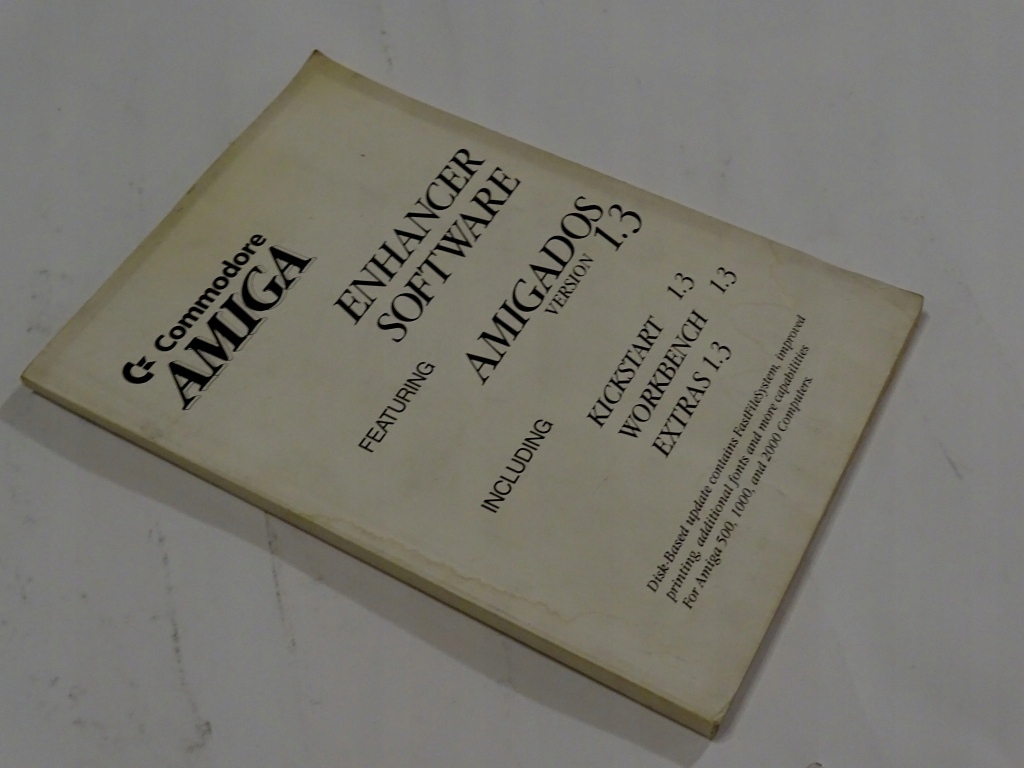 Commodore
AMIGA
ENHANCER
SOFTWARE
FEATURING
AMIGADOS
VERSION 1.3
INCLUDING
KICKSTART 1.3
WORKBENCH 1.3
EXTRAS 1.3
Disk-Based update contains FastFileSystem, improved
printing, additional fonts and more capabilities
For Amiga 500, 1000, and 2000 Computers.